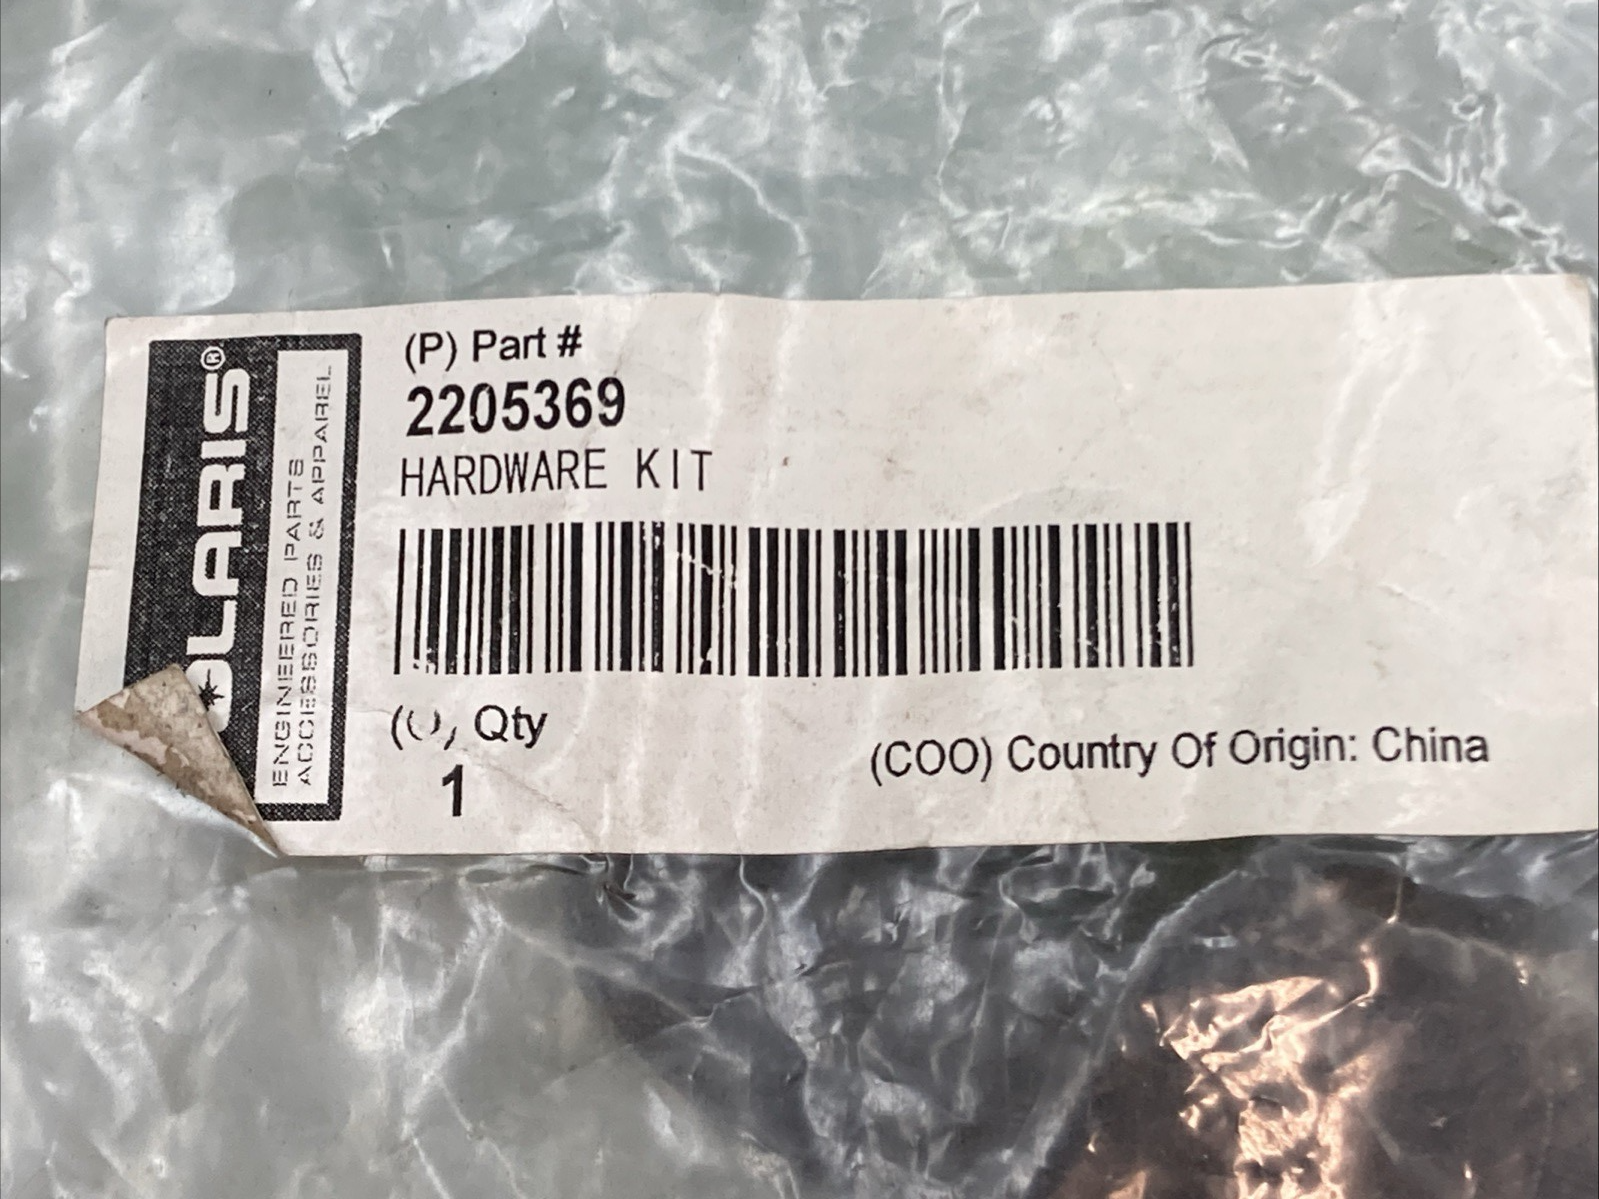 (P) Part #
2205369
HARDWARE KIT
Qty
1
(COO) Country Of Origin: China
OLARIS®
ENGINEERED PARTS
ACCESSORIES & APPAREL